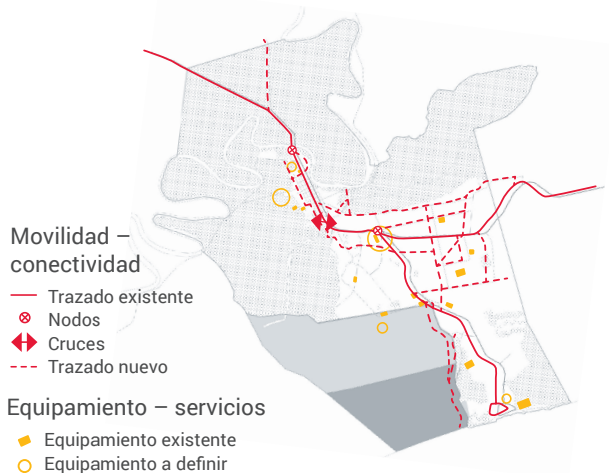 Movilidad –
conectividad
Trazado existente
Nodos
Cruces
Trazado nuevo
Equipamiento – servicios
Equipamiento existente
Equipamiento a definir